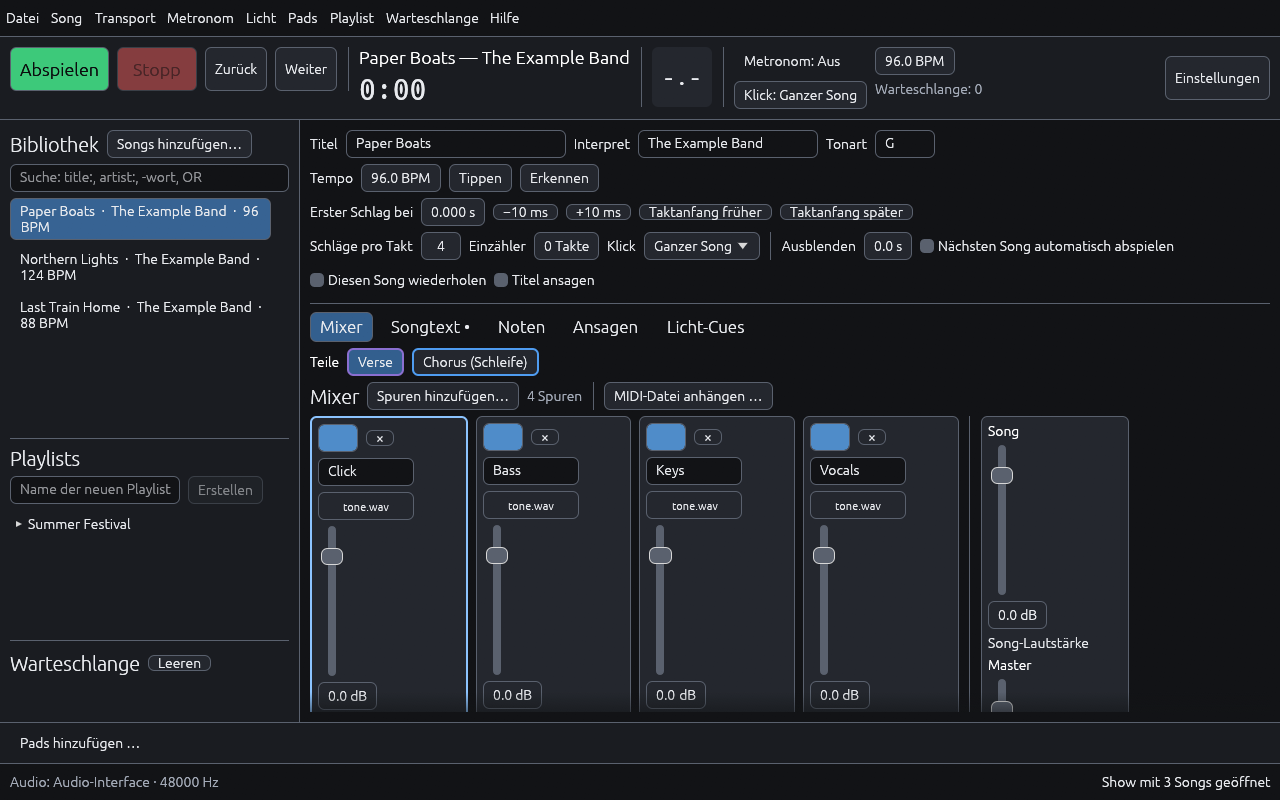 Datei Song Transport Metronom Licht Pads Playlist Warteschlange Hilfe
Abspielen Stopp Zurück Weiter
Paper Boats — The Example Band
0:00
-.-
Metronom: Aus
Klick: Ganzer Song
96.0 BPM
Warteschlange: 0
Einstellungen
Bibliothek Songs hinzufügen…
Suche: title:, artist:, -wort, OR
Paper Boats · The Example Band · 96
BPM
Northern Lights · The Example Band ·
124 BPM
Last Train Home · The Example Band ·
88 BPM
Playlists
Name der neuen Playlist Erstellen
▸ Summer Festival
Warteschlange Leeren
Titel Paper Boats Interpret The Example Band Tonart G
Tempo 96.0 BPM Tippen Erkennen
Erster Schlag bei 0.000 s −10 ms +10 ms Taktanfang früher Taktanfang später
Schläge pro Takt 4 Einzähler 0 Takte Klick Ganzer Song Ausblenden 0.0 s Nächsten Song automatisch abspielen
Diesen Song wiederholen Titel ansagen
Mixer Songtext • Noten Ansagen Licht-Cues
Teile Verse Chorus (Schleife)
Mixer Spuren hinzufügen… 4 Spuren MIDI-Datei anhängen …
× × × ×
Click Bass Keys Vocals
tone.wav tone.wav tone.wav tone.wav
0.0 dB 0.0 dB 0.0 dB 0.0 dB
Song
0.0 dB
Song-Lautstärke
Master
Pads hinzufügen …
Audio: Audio-Interface · 48000 Hz
Show mit 3 Songs geöffnet